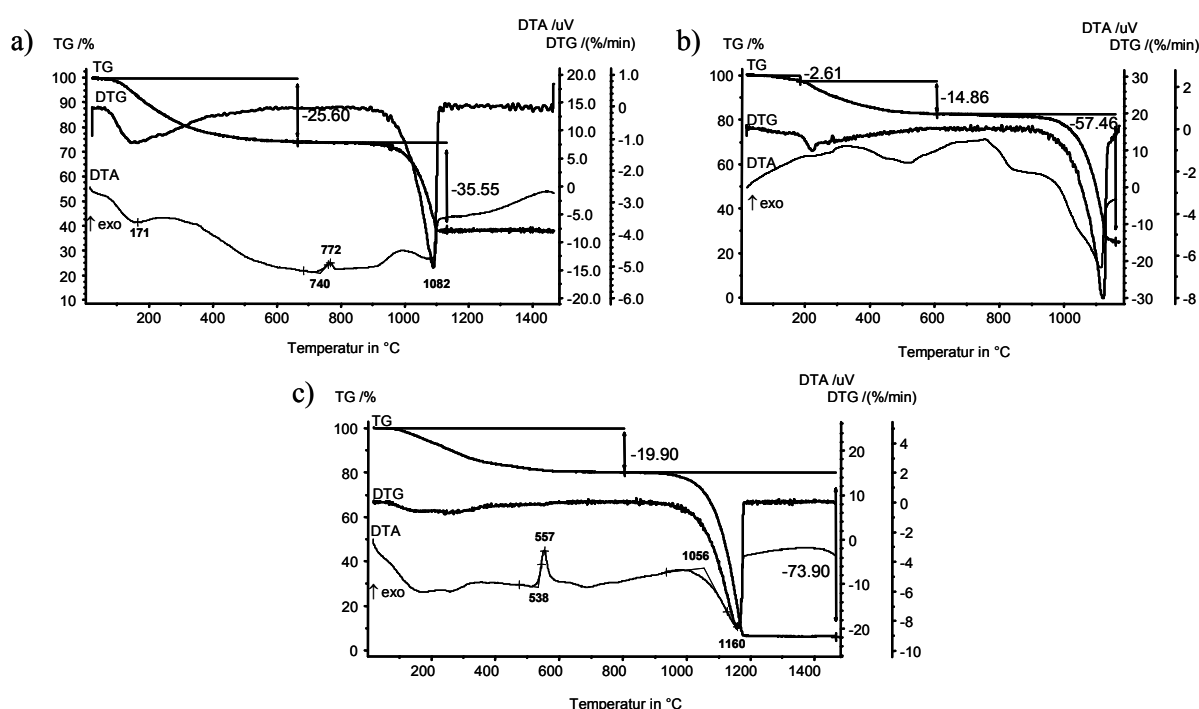 a)
TG /%
DTA /uV
DTG /(%/min)
TG
100
90
80
70
60
50
40
30
20
10
DTG
DTA
↑ exo
171
740
772
1082
-25.60
-35.55
20.0
15.0
10.0
5.0
0
-5.0
-10.0
-15.0
-20.0
1.0
0
-1.0
-2.0
-3.0
-4.0
-5.0
-6.0
200 400 600 800 1000 1200 1400
Temperatur in °C
b)
TG /%
DTA /uV
DTG /(%/min)
TG
100
80
60
40
20
0
DTG
DTA
↑ exo
-2.61
-14.86
-57.46
30
20
10
0
-10
-20
-30
2
0
-2
-4
-6
-8
200 400 600 800 1000
Temperatur in °C
c)
TG /%
DTA /uV
DTG /(%/min)
TG
100
80
60
40
20
0
DTG
DTA
↑ exo
557
538
1056
1160
-19.90
-73.90
20
10
0
-10
-20
4
2
0
-2
-4
-6
-8
-10
200 400 600 800 1000 1200 1400
Temperatur in °C